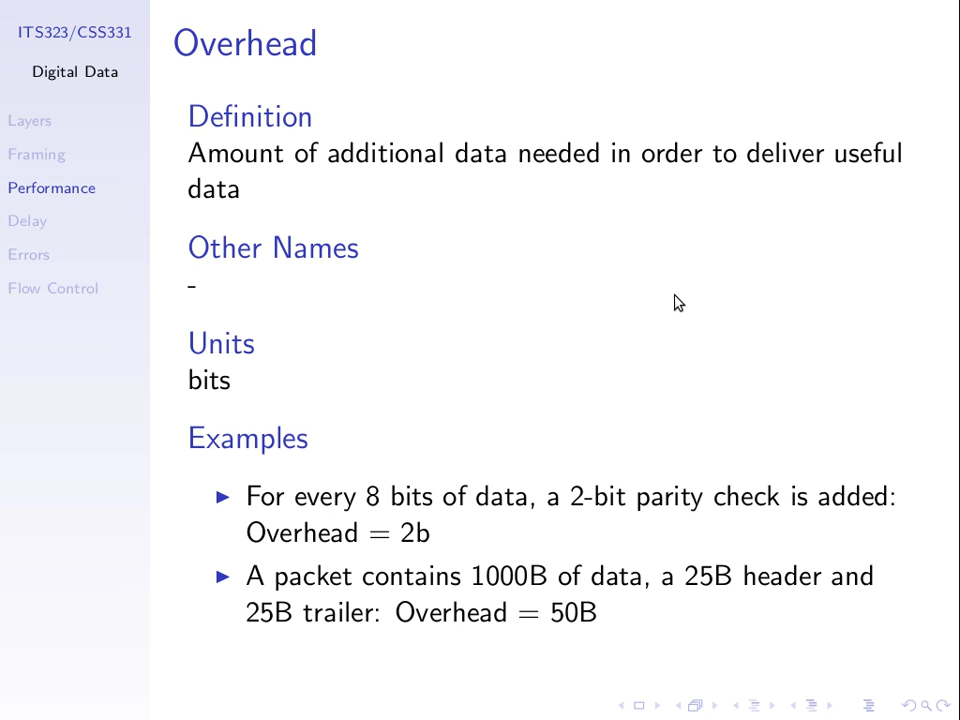 ITS323/CSS331
Digital Data
Layers
Framing
Performance
Delay
Errors
Flow Control
Overhead
Definition
Amount of additional data needed in order to deliver useful
data
Other Names
-
Units
bits
Examples
For every 8 bits of data, a 2-bit parity check is added:
Overhead = 2b
A packet contains 1000B of data, a 25B header and
25B trailer: Overhead = 50B